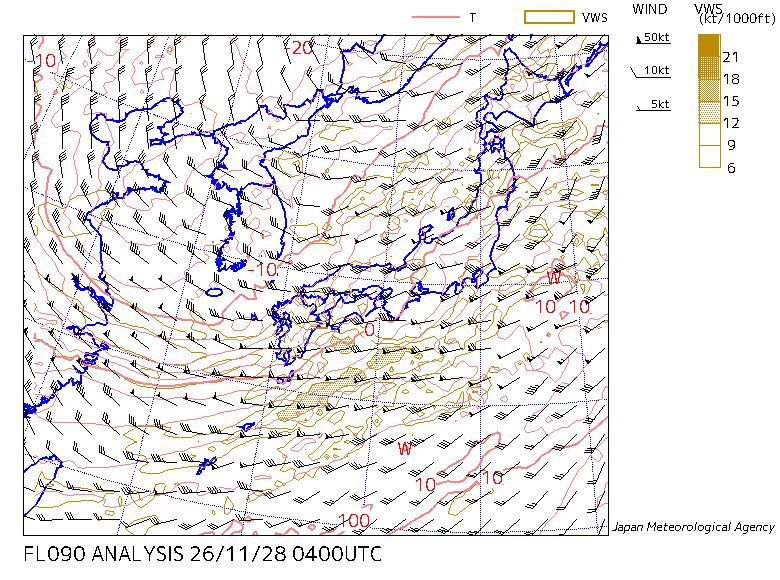 T VWS WIND VWS
(kt/1000ft)
50kt
10kt
5kt
21
18
15
12
9
6
-10
-20
-10
W
10 10
0
W
10
10
100
Japan Meteorological Agency
FL090 ANALYSIS 26/11/28 0400UTC